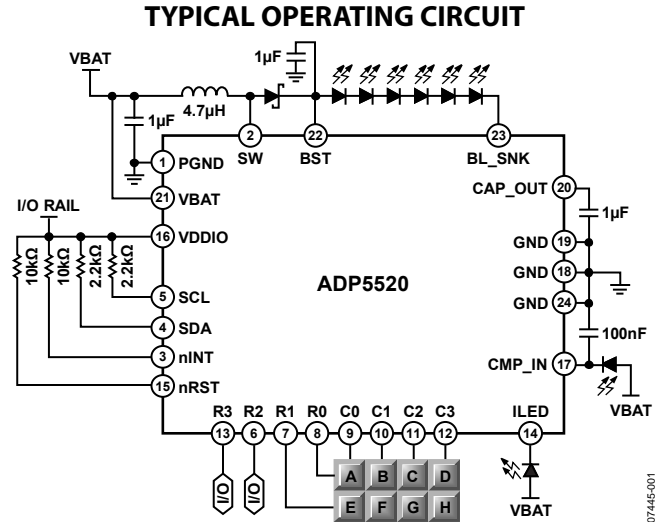 TYPICAL OPERATING CIRCUIT
VBAT
1µF
4.7µH
1µF
2
22
23
SW
BST
BL_SNK
1 PGND
CAP_OUT 20
21 VBAT
1µF
I/O RAIL
16 VDDIO
GND 19
10kΩ
10kΩ
2.2kΩ
2.2kΩ
ADP5520
GND 18
5 SCL
GND 24
4 SDA
100nF
3 nINT
CMP_IN 17
15 nRST
VBAT
R3 R2 R1 R0 C0 C1 C2 C3 ILED
13 6 7 8 9 10 11 12 14
I/O
I/O
A B C D
E F G H
VBAT
07445-001